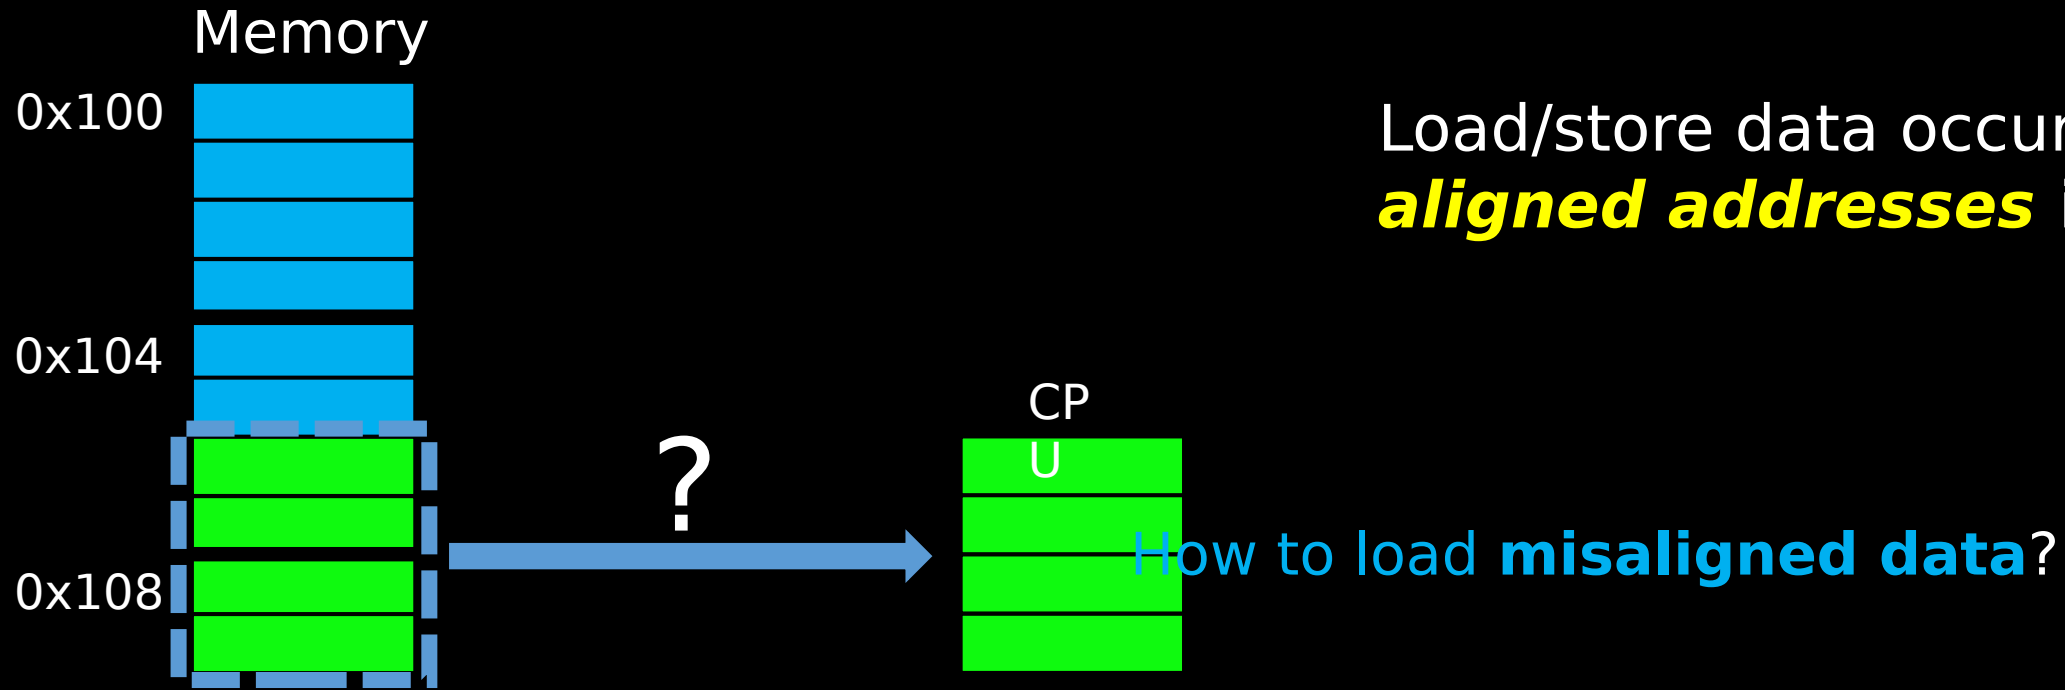 Memory
0x100
Load/store data occur
aligned addresses
0x104
CP
U
?
How to load misaligned data?
0x108